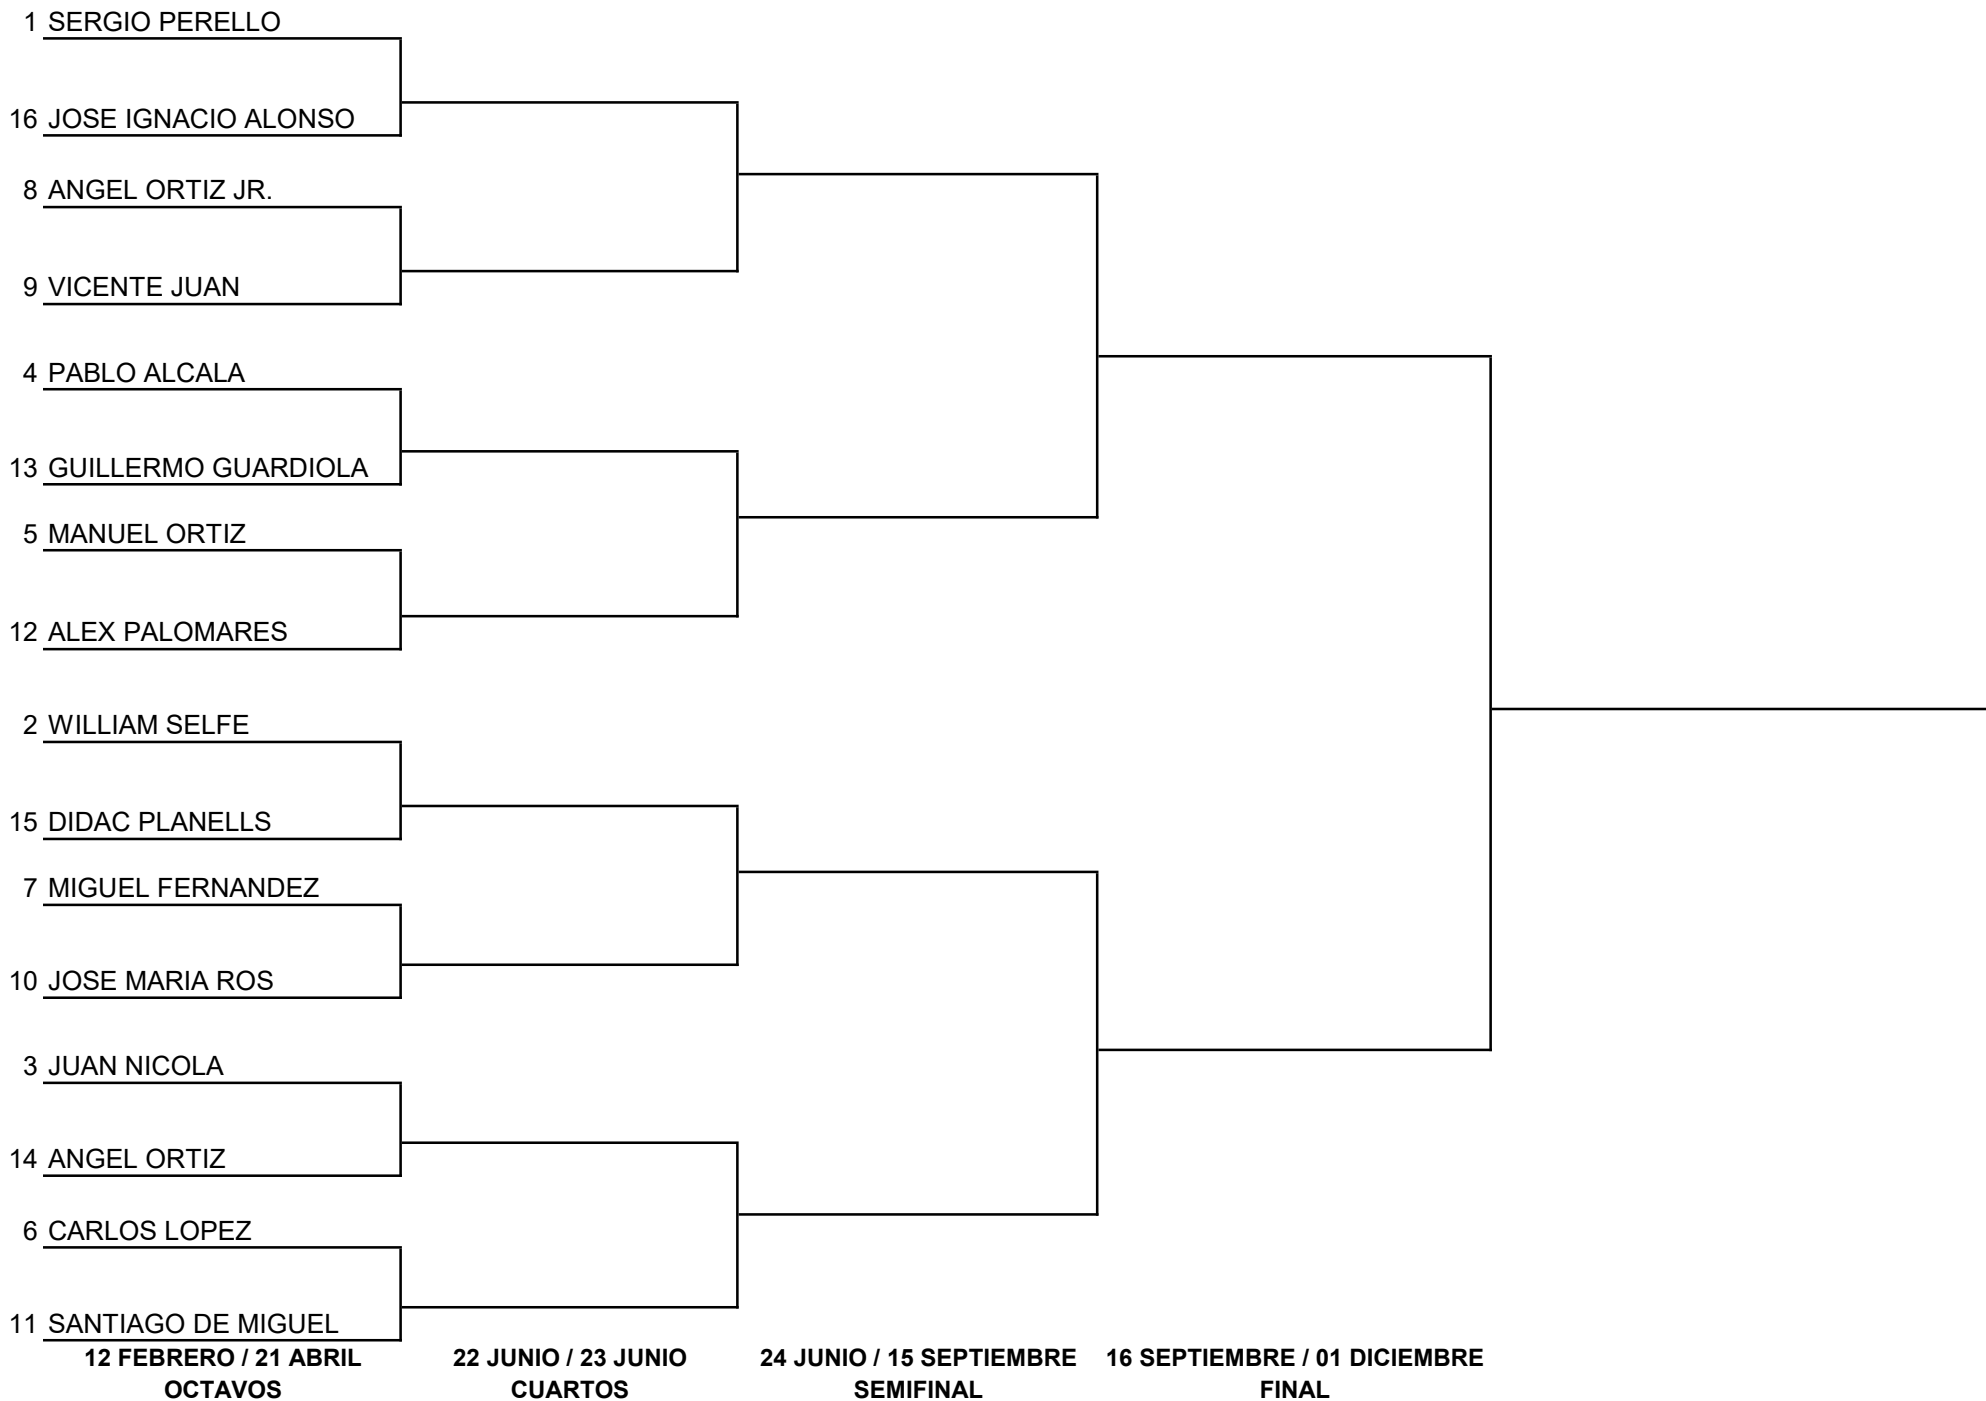 1 SERGIO PERELLO
16 JOSE IGNACIO ALONSO
8 ANGEL ORTIZ JR.
9 VICENTE JUAN
4 PABLO ALCALA
13 GUILLERMO GUARDIOLA
5 MANUEL ORTIZ
12 ALEX PALOMARES
2 WILLIAM SELFE
15 DIDAC PLANELLS
7 MIGUEL FERNANDEZ
10 JOSE MARIA ROS
3 JUAN NICOLA
14 ANGEL ORTIZ
6 CARLOS LOPEZ
11 SANTIAGO DE MIGUEL
12 FEBRERO / 21 ABRIL 22 JUNIO / 23 JUNIO 24 JUNIO / 15 SEPTIEMBRE 16 SEPTIEMBRE / 01 DICIEMBRE
OCTAVOS CUARTOS SEMIFINAL FINAL